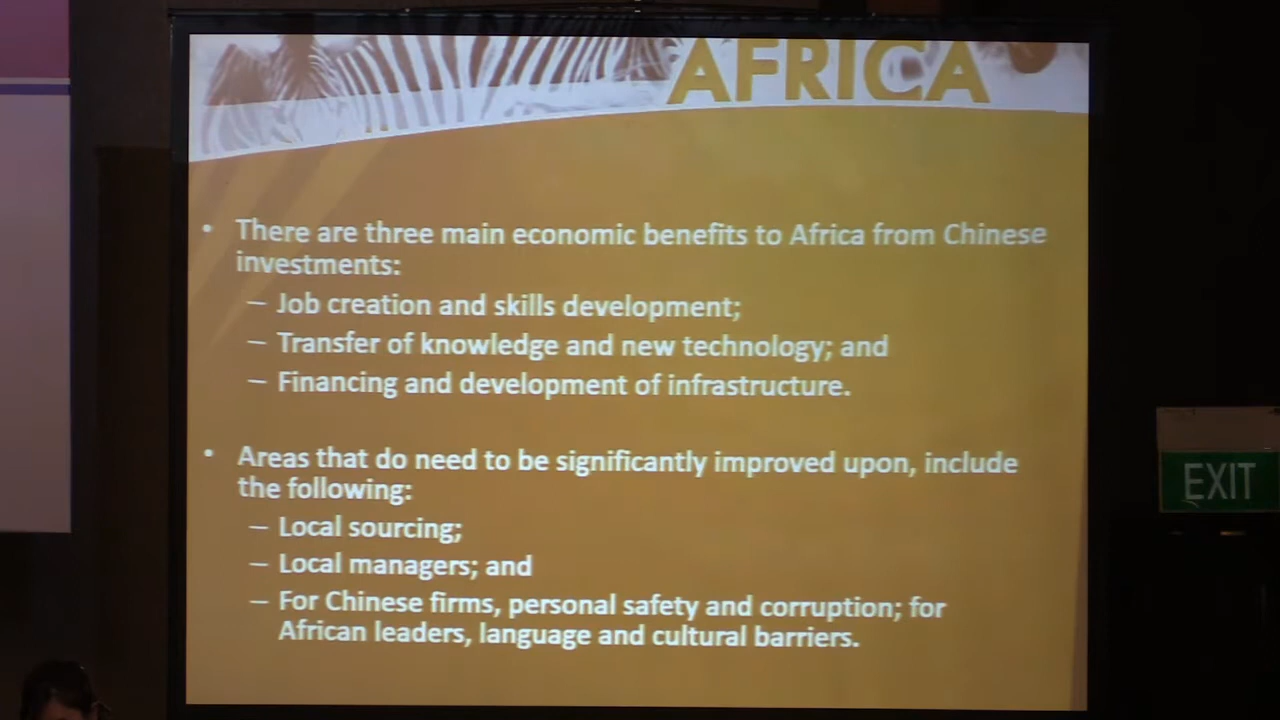 AFRICA
• There are three main economic benefits to Africa from Chinese
investments:
– Job creation and skills development;
– Transfer of knowledge and new technology; and
– Financing and development of infrastructure.
• Areas that do need to be significantly improved upon, include
the following:
– Local sourcing;
– Local managers; and
– For Chinese firms, personal safety and corruption; for
African leaders, language and cultural barriers.
EXIT